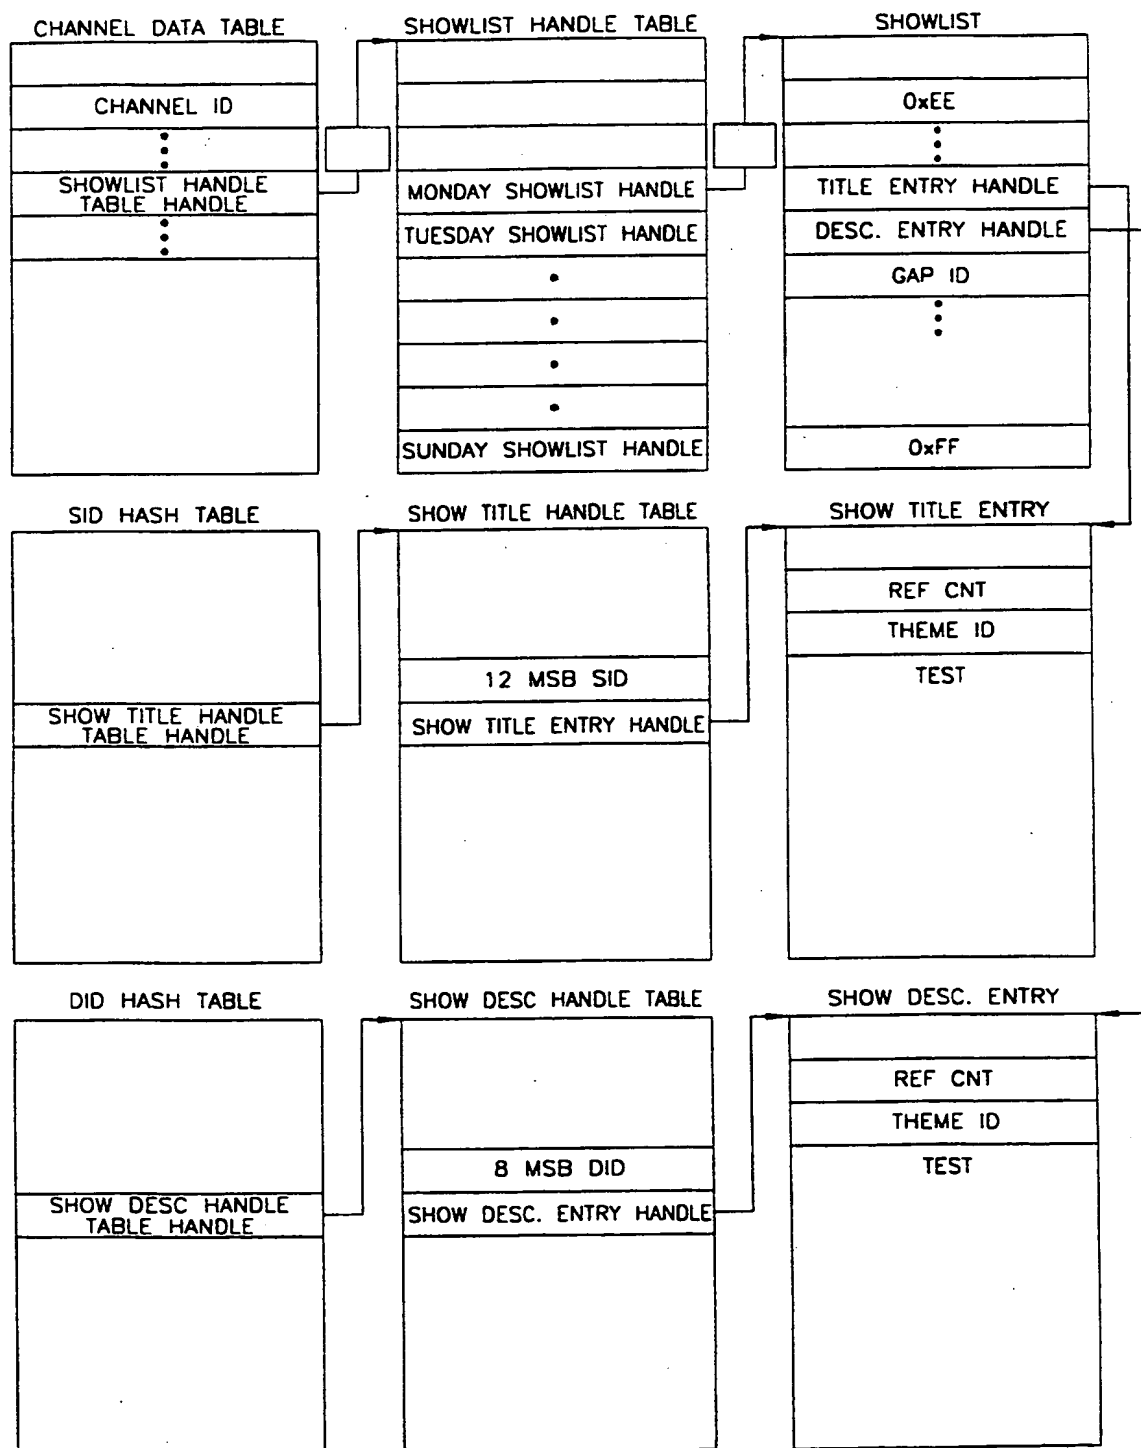 CHANNEL DATA TABLE
CHANNEL ID
SHOWLIST HANDLE
TABLE HANDLE
SHOWLIST HANDLE TABLE
MONDAY SHOWLIST HANDLE
TUESDAY SHOWLIST HANDLE
SUNDAY SHOWLIST HANDLE
SHOWLIST
0xEE
TITLE ENTRY HANDLE
DESC. ENTRY HANDLE
GAP ID
0xFF
SID HASH TABLE
SHOW TITLE HANDLE
TABLE HANDLE
SHOW TITLE HANDLE TABLE
12 MSB SID
SHOW TITLE ENTRY HANDLE
SHOW TITLE ENTRY
REF CNT
THEME ID
TEST
DID HASH TABLE
SHOW DESC HANDLE
TABLE HANDLE
SHOW DESC HANDLE TABLE
8 MSB DID
SHOW DESC. ENTRY HANDLE
SHOW DESC. ENTRY
REF CNT
THEME ID
TEST